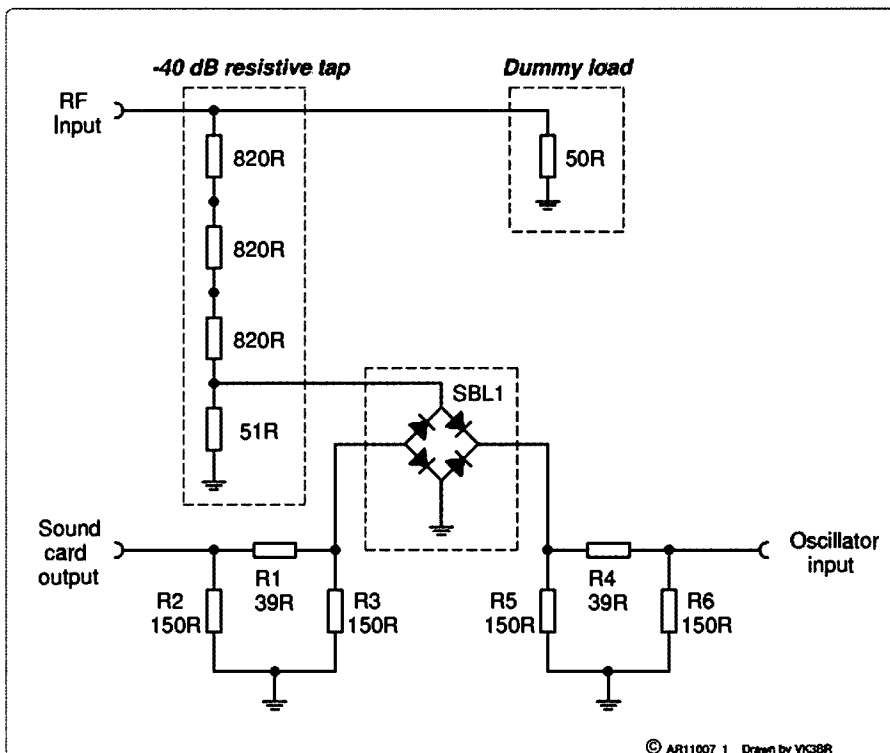 -40 dB resistive tap
Dummy load
RF
Input
820R
50R
820R
820R
SBL1
51R
Sound
card
output
Oscillator
input
R1
39R
R4
39R
R2
150R
R3
150R
R5
150R
R6
150R
© AR11007_1 Drawn by VK3BR